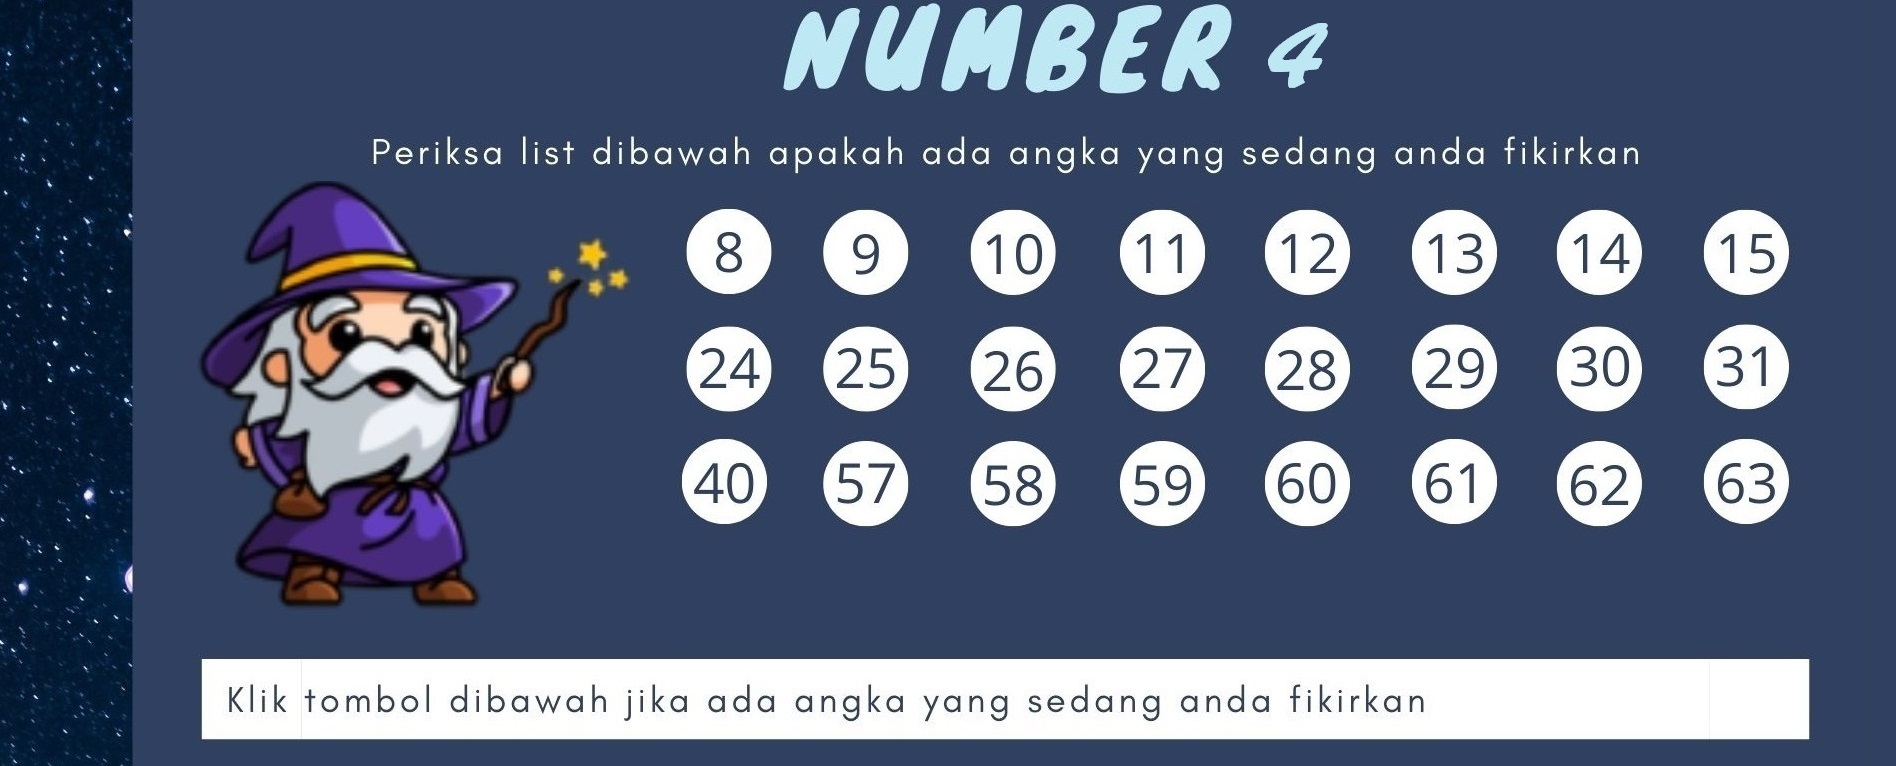 NUMBER 4
Periksa list dibawah apakah ada angka yang sedang anda fikirkan
8 9 10 11 12 13 14 15
24 25 26 27 28 29 30 31
40 57 58 59 60 61 62 63
Klik tombol dibawah jika ada angka yang sedang anda fikirkan